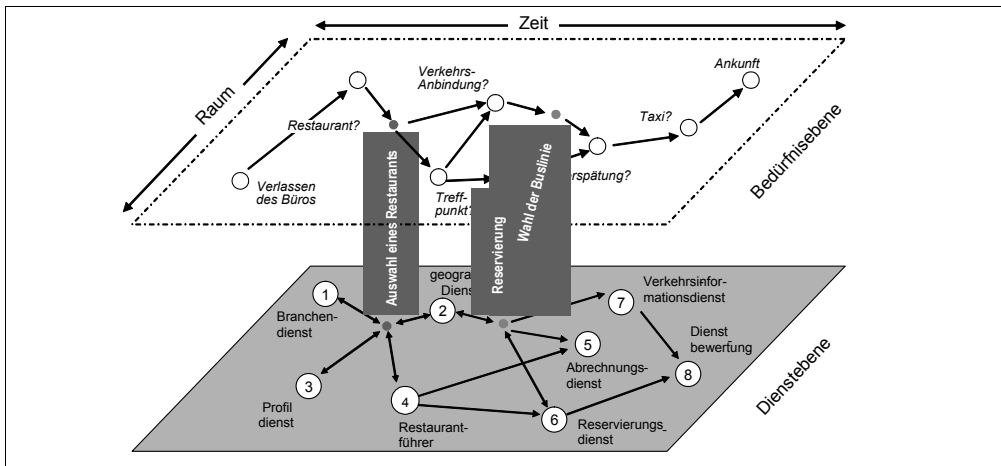 Zeit
Raum
Verkehrs-
Anbindung?
Ankunft
Restaurant?
Taxi?
Verlassen
des Büros
Treff-
punkt?
erspätung?
Bedürfnisebene
Auswahl eines Restaurants
Reservierung
Wahl der Buslinie
1
Branchen-
dienst
geogra
Diens
2
Verkehrsinfor-
mationsdienst
7
Dienst
bewertung
8
5
Abrechnungs-
dienst
3
Profil
dienst
4
Restaurant-
führer
6
Reservierungs
dienst
Dienstebene